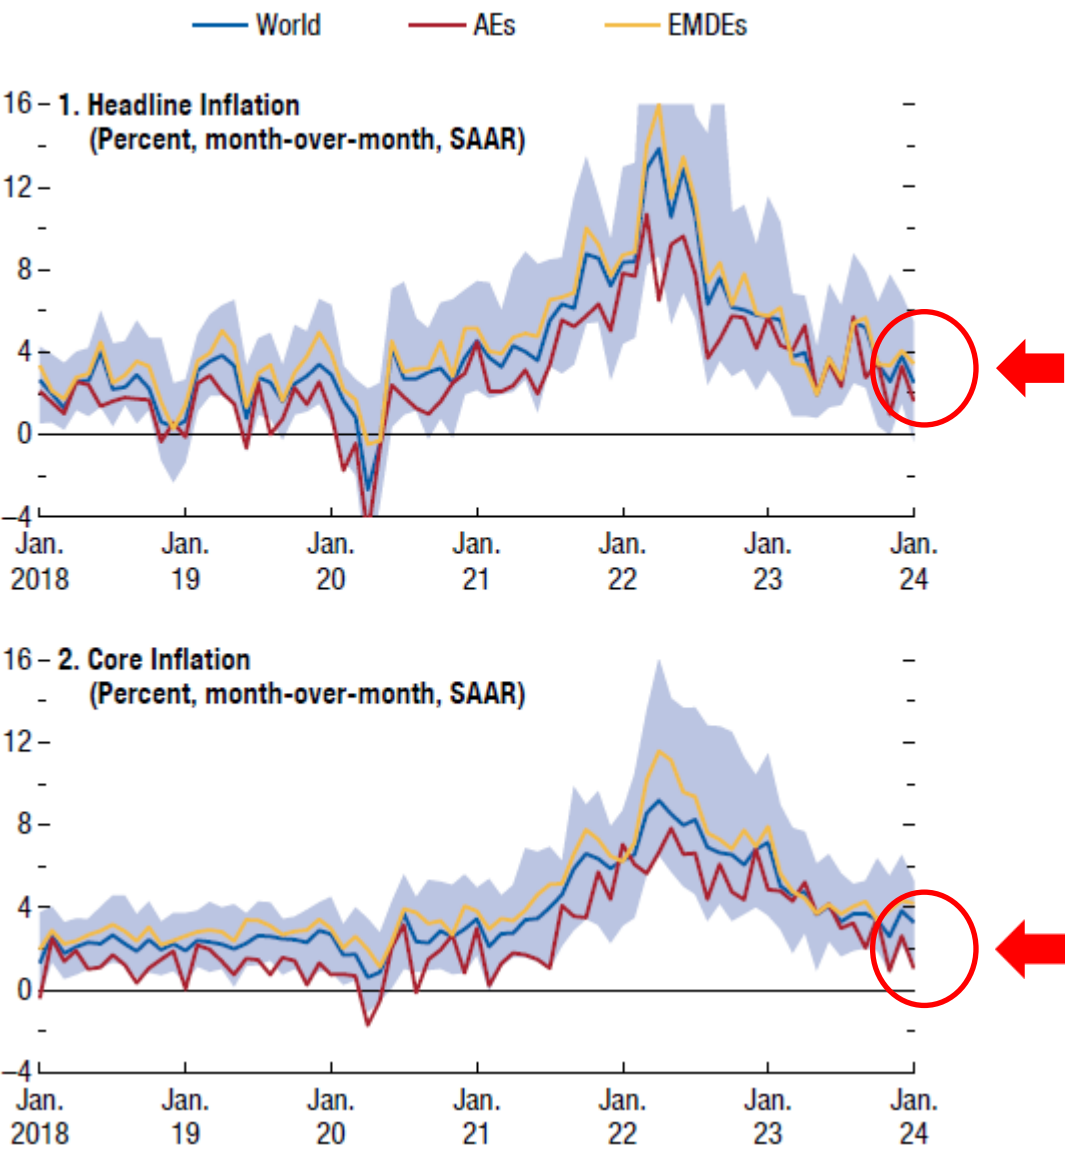 World AEs EMDEs
16 1. Headline Inflation
(Percent, month-over-month, SAAR)
12
8
4
0
–4
Jan. Jan. Jan. Jan. Jan. Jan. Jan.
2018 19 20 21 22 23 24
16 2. Core Inflation
(Percent, month-over-month, SAAR)
12
8
4
0
–4
Jan. Jan. Jan. Jan. Jan. Jan. Jan.
2018 19 20 21 22 23 24